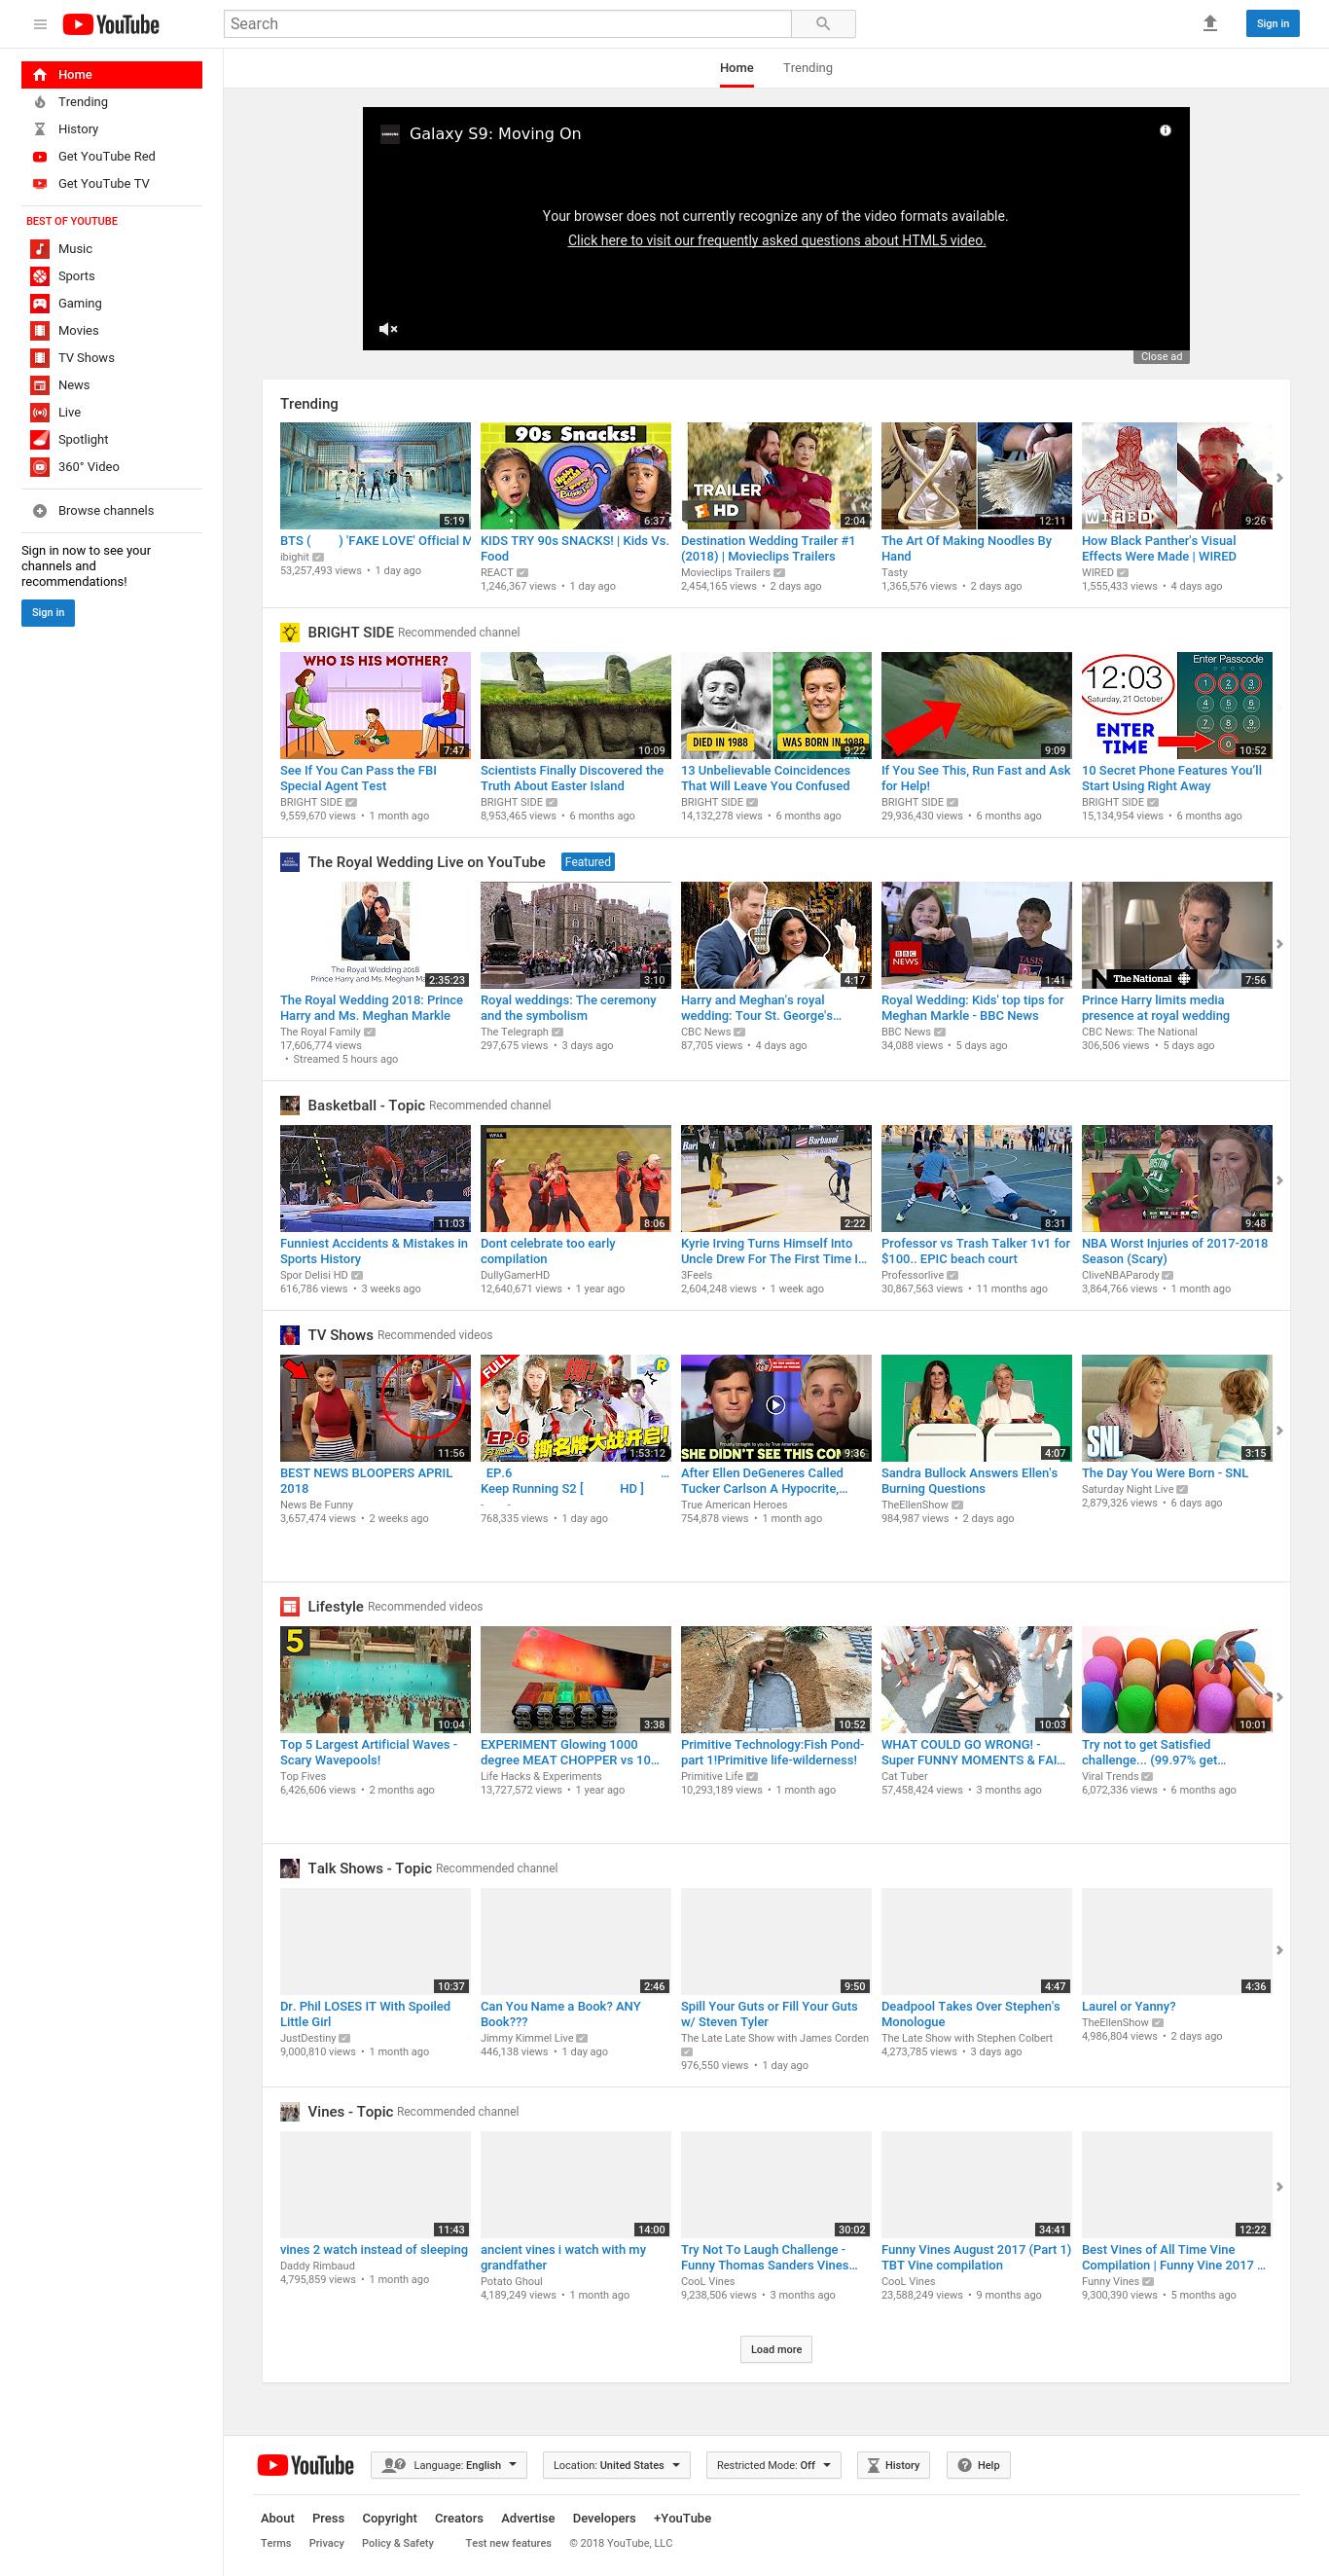 YouTube
Search
Sign in
Home
Trending
History
Get YouTube Red
Get YouTube TV
BEST OF YOUTUBE
Music
Sports
Gaming
Movies
TV Shows
News
Live
Spotlight
360° Video
Browse channels
Sign in now to see your
channels and
recommendations!
Sign in
Home Trending
Galaxy S9: Moving On
Your browser does not currently recognize any of the video formats available.
Click here to visit our frequently asked questions about HTML5 video.
Close ad
Trending
5:19
BTS ( ) 'FAKE LOVE' Official M
ibighit
53,257,493 views • 1 day ago
90s Snacks!
6:37
KIDS TRY 90s SNACKS! | Kids Vs.
Food
REACT
1,246,367 views • 1 day ago
TRAILER
HD
2:04
Destination Wedding Trailer #1
(2018) | Movieclips Trailers
Movieclips Trailers
2,454,165 views • 2 days ago
12:11
The Art Of Making Noodles By
Hand
Tasty
1,365,576 views • 2 days ago
WIRED
9:26
How Black Panther's Visual
Effects Were Made | WIRED
WIRED
1,555,433 views • 4 days ago
BRIGHT SIDE Recommended channel
WHO IS HIS MOTHER?
7:47
See If You Can Pass the FBI
Special Agent Test
BRIGHT SIDE
9,559,670 views • 1 month ago
10:09
Scientists Finally Discovered the
Truth About Easter Island
BRIGHT SIDE
8,953,465 views • 6 months ago
DIED IN 1988
WAS BORN IN 1988
9:22
13 Unbelievable Coincidences
That Will Leave You Confused
BRIGHT SIDE
14,132,278 views • 6 months ago
9:09
If You See This, Run Fast and Ask
for Help!
BRIGHT SIDE
29,936,430 views • 6 months ago
12:03
Saturday, 21 October
ENTER
TIME
Enter Passcode
1 2 3
4 5 6
7 8 9
0
10:52
10 Secret Phone Features You'll
Start Using Right Away
BRIGHT SIDE
15,134,954 views • 6 months ago
The Royal Wedding Live on YouTube Featured
The Royal Wedding 2018
Prince Harry and Ms. Meghan Ma
2:35:23
The Royal Wedding 2018: Prince
Harry and Ms. Meghan Markle
The Royal Family
17,606,774 views
• Streamed 5 hours ago
3:10
Royal weddings: The ceremony
and the symbolism
The Telegraph
297,675 views • 3 days ago
4:17
Harry and Meghan's royal
wedding: Tour St. George's...
CBC News
87,705 views • 4 days ago
BBC
NEWS
TASIS
1:41
Royal Wedding: Kids' top tips for
Meghan Markle - BBC News
BBC News
34,088 views • 5 days ago
N The National
7:56
Prince Harry limits media
presence at royal wedding
CBC News: The National
306,506 views • 5 days ago
Basketball - Topic Recommended channel
11:03
Funniest Accidents & Mistakes in
Sports History
Spor Delisi HD
616,786 views • 3 weeks ago
WFAA
8:06
Dont celebrate too early
compilation
DullyGamerHD
12,640,671 views • 1 year ago
Barbasol
2:22
Kyrie Irving Turns Himself Into
Uncle Drew For The First Time I...
3Feels
2,604,248 views • 1 week ago
8:31
Professor vs Trash Talker 1v1 for
$100.. EPIC beach court
Professorlive
30,867,563 views • 11 months ago
BOSTON
20
9:48
NBA Worst Injuries of 2017-2018
Season (Scary)
CliveNBAParody
3,864,766 views • 1 month ago
TV Shows Recommended videos
11:56
BEST NEWS BLOOPERS APRIL
2018
News Be Funny
3,657,474 views • 2 weeks ago
FULL
撕!
R
EP.6
撕名牌大战开启!
1:53:12
EP.6 ...
Keep Running S2 [ HD ]
- -
768,335 views • 1 day ago
SHE DIDN'T SEE THIS COM
9:36
After Ellen DeGeneres Called
Tucker Carlson A Hypocrite,...
True American Heroes
754,878 views • 1 month ago
4:07
Sandra Bullock Answers Ellen's
Burning Questions
TheEllenShow
984,987 views • 2 days ago
SNL
3:15
The Day You Were Born - SNL
Saturday Night Live
2,879,326 views • 6 days ago
Lifestyle Recommended videos
5
10:04
Top 5 Largest Artificial Waves -
Scary Wavepools!
Top Fives
6,426,606 views • 2 months ago
3:38
EXPERIMENT Glowing 1000
degree MEAT CHOPPER vs 10...
Life Hacks & Experiments
13,727,572 views • 1 year ago
10:52
Primitive Technology:Fish Pond-
part 1!Primitive life-wilderness!
Primitive Life
10,293,189 views • 1 month ago
10:03
WHAT COULD GO WRONG! -
Super FUNNY MOMENTS & FAI...
Cat Tuber
57,458,424 views • 3 months ago
10:01
Try not to get Satisfied
challenge... (99.97% get...
Viral Trends
6,072,336 views • 6 months ago
Talk Shows - Topic Recommended channel
10:37
Dr. Phil LOSES IT With Spoiled
Little Girl
JustDestiny
9,000,810 views • 1 month ago
2:46
Can You Name a Book? ANY
Book???
Jimmy Kimmel Live
446,138 views • 1 day ago
9:50
Spill Your Guts or Fill Your Guts
w/ Steven Tyler
The Late Late Show with James Corden
976,550 views • 1 day ago
4:47
Deadpool Takes Over Stephen's
Monologue
The Late Show with Stephen Colbert
4,273,785 views • 3 days ago
4:36
Laurel or Yanny?
TheEllenShow
4,986,804 views • 2 days ago
Vines - Topic Recommended channel
11:43
vines 2 watch instead of sleeping
Daddy Rimbaud
4,795,859 views • 1 month ago
14:00
ancient vines i watch with my
grandfather
Potato Ghoul
4,189,249 views • 1 month ago
30:02
Try Not To Laugh Challenge -
Funny Thomas Sanders Vines...
CooL Vines
9,238,506 views • 3 months ago
34:41
Funny Vines August 2017 (Part 1)
TBT Vine compilation
CooL Vines
23,588,249 views • 9 months ago
12:22
Best Vines of All Time Vine
Compilation | Funny Vine 2017 ...
Funny Vines
9,300,390 views • 5 months ago
Load more
YouTube Language: English Location: United States Restricted Mode: Off History Help
About Press Copyright Creators Advertise Developers +YouTube
Terms Privacy Policy & Safety Test new features © 2018 YouTube, LLC